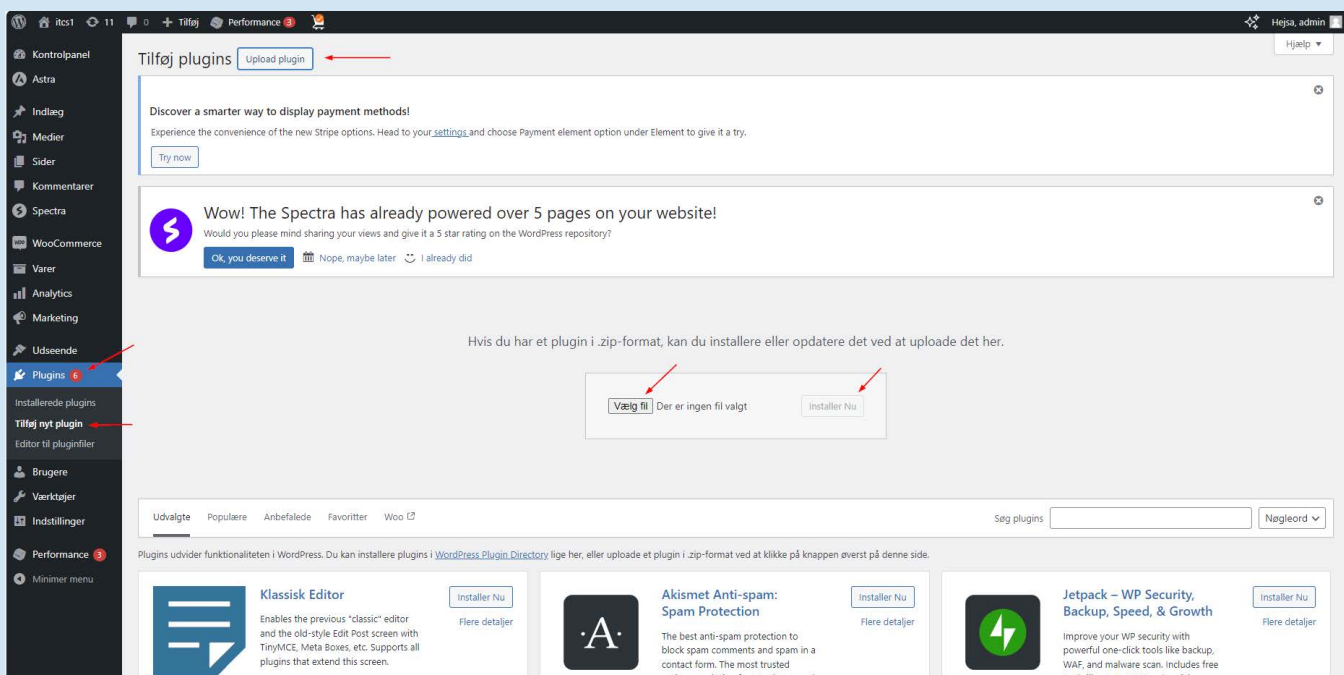 itcs1 11 0 + Tilføj Performance 3 Hejsa, admin
Hjælp
Kontrolpanel
Astra
Indlæg
Medier
Sider
Kommentarer
Spectra
WooCommerce
Varer
Analytics
Marketing
Udseende
Plugins 6
Installerede plugins
Tilføj nyt plugin
Editor til pluginfiler
Brugere
Værktøjer
Indstillinger
Performance 3
Minimer menu
Tilføj plugins Upload plugin
Discover a smarter way to display payment methods!
Experience the convenience of the new Stripe options. Head to your settings and choose Payment element option under Element to give it a try.
Try now
Wow! The Spectra has already powered over 5 pages on your website!
Would you please mind sharing your views and give it a 5 star rating on the WordPress repository?
Ok, you deserve it Nope, maybe later I already did
Hvis du har et plugin i .zip-format, kan du installere eller opdatere det ved at uploade det her.
Vælg fil Der er ingen fil valgt Installer Nu
Udvalgte Populære Anbefalede Favoritter Woo Søg plugins Nøgleord
Plugins udvider funktionaliteten i WordPress. Du kan installere plugins i WordPress Plugin Directory lige her, eller uploade et plugin i .zip-format ved at klikke på knappen øverst på denne side.
Klassisk Editor
Installer Nu
Flere detaljer
Enables the previous "classic" editor
and the old-style Edit Post screen with
TinyMCE, Meta Boxes, etc. Supports all
plugins that extend this screen.
·A·
Akismet Anti-spam:
Spam Protection
Installer Nu
Flere detaljer
The best anti-spam protection to
block spam comments and spam in a
contact form. The most trusted
Jetpack – WP Security,
Backup, Speed, & Growth
Installer Nu
Flere detaljer
Improve your WP security with
powerful one-click tools like backup,
WAF, and malware scan. Includes free